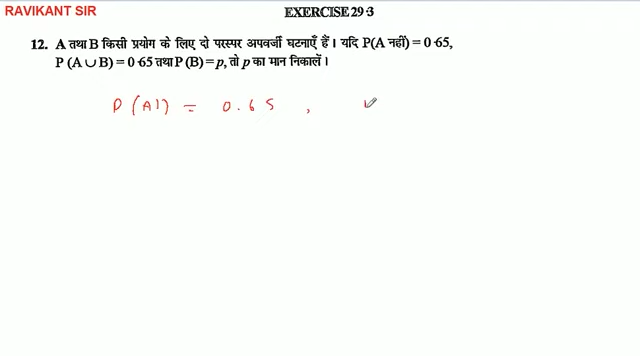 RAVIKANT SIR
EXERCISE 29·3
12. A तथा B किसी प्रयोग के लिए दो परस्पर अपवर्जी घटनाएँ हैं। यदि P(A नहीं) = 0·65,
P (A ∪ B) = 0·65 तथा P (B) = p, तो p का मान निकालें।
P (A') = 0.65 ,